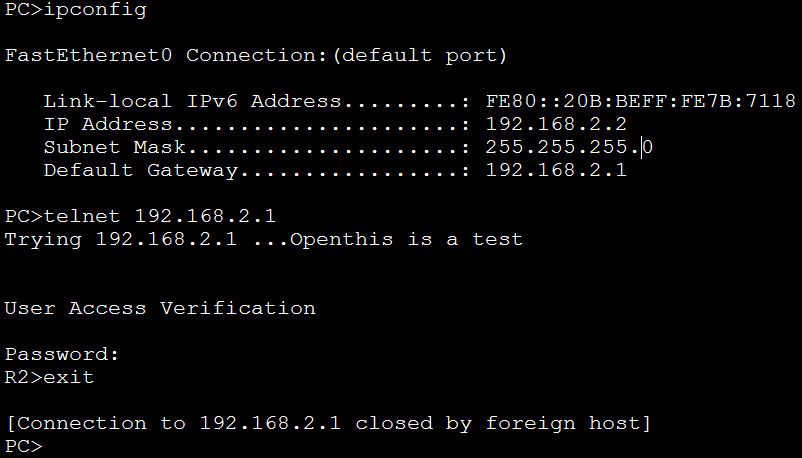 PC>ipconfig
FastEthernet0 Connection:(default port)
Link-local IPv6 Address.........: FE80::20B:BEFF:FE7B:7118
IP Address......................: 192.168.2.2
Subnet Mask.....................: 255.255.255.0
Default Gateway.................: 192.168.2.1
PC>telnet 192.168.2.1
Trying 192.168.2.1 ...Openthis is a test
User Access Verification
Password:
R2>exit
[Connection to 192.168.2.1 closed by foreign host]
PC>